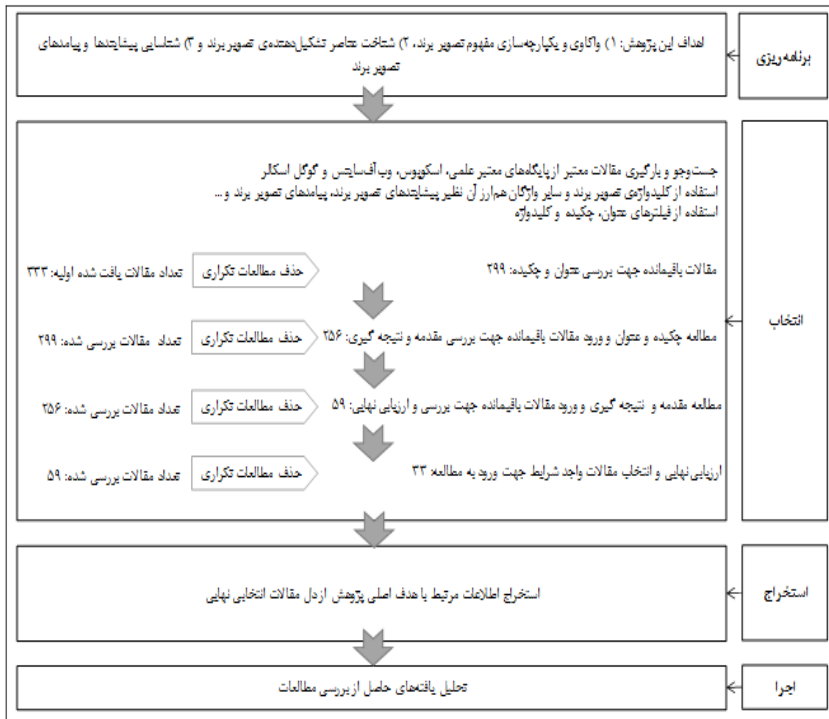 برنامه ریزی
اهداف این پژوهش: ۱) واکاوی و یکپارچه‌سازی مفهوم تصویر برند، ۲) شناخت عناصر تشکیل‌دهنده‌ی تصویر برند و ۳) شناسایی پیشایندها و پیامدهای
تصویر برند
انتخاب
جست‌وجو و بارگیری مقالات معتبر از پایگاه‌های معتبر علمی، اسکوپوس، وب‌آف‌ساینس و گوگل اسکالر
استفاده از کلیدواژه‌ی تصویر برند و سایر واژگان هم‌ارز آن نظیر پیشایندهای تصویر برند، پیامدهای تصویر برند و ...
استفاده از فیلترهای عنوان، چکیده و کلیدواژه
مقالات باقیمانده جهت بررسی عنوان و چکیده: ۲۹۹
حذف مطالعات تکراری
تعداد مقالات یافت شده اولیه: ۳۳۳
مطالعه چکیده و عنوان و ورود مقالات باقیمانده جهت بررسی مقدمه و نتیجه گیری: ۲۵۶
حذف مطالعات تکراری
تعداد مقالات بررسی شده: ۲۹۹
مطالعه مقدمه و نتیجه گیری و ورود مقالات باقیمانده جهت بررسی و ارزیابی نهایی: ۵۹
حذف مطالعات تکراری
تعداد مقالات بررسی شده: ۲۵۶
ارزیابی نهایی و انتخاب مقالات واجد شرایط جهت ورود به مطالعه: ۳۳
حذف مطالعات تکراری
تعداد مقالات بررسی شده: ۵۹
استخراج
استخراج اطلاعات مرتبط با هدف اصلی پژوهش از دل مقالات انتخابی نهایی
اجرا
تحلیل یافته‌های حاصل از بررسی مطالعات